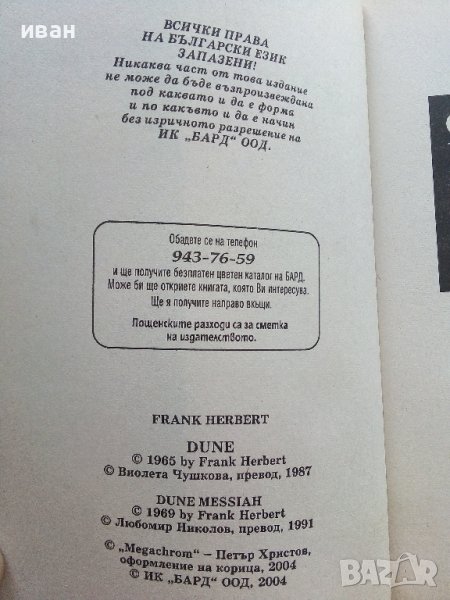 иван
ВСИЧКИ ПРАВА
НА БЪЛГАРСКИ ЕЗИК
ЗАПАЗЕНИ!
Никаква част от това издание
не може да бъде възпроизвеждана
под каквато и да е форма
и по какъвто и да е начин
без изричното разрешение на
ИК „БАРД“ ООД.
Обадете се на телефон
943-76-59
и ще получите безплатен цветен каталог на БАРД.
Може би ще откриете книгата, която Ви интересува.
Ще я получите направо вкъщи.
Пощенските разходи са за сметка
на издателството.
FRANK HERBERT
DUNE
© 1965 by Frank Herbert
© Виолета Чушкова, превод, 1987
DUNE MESSIAH
© 1969 by Frank Herbert
© Любомир Николов, превод, 1991
© „Megachrom“ – Петър Христов,
оформление на корица, 2004
© ИК „БАРД“ ООД, 2004
BAZAR